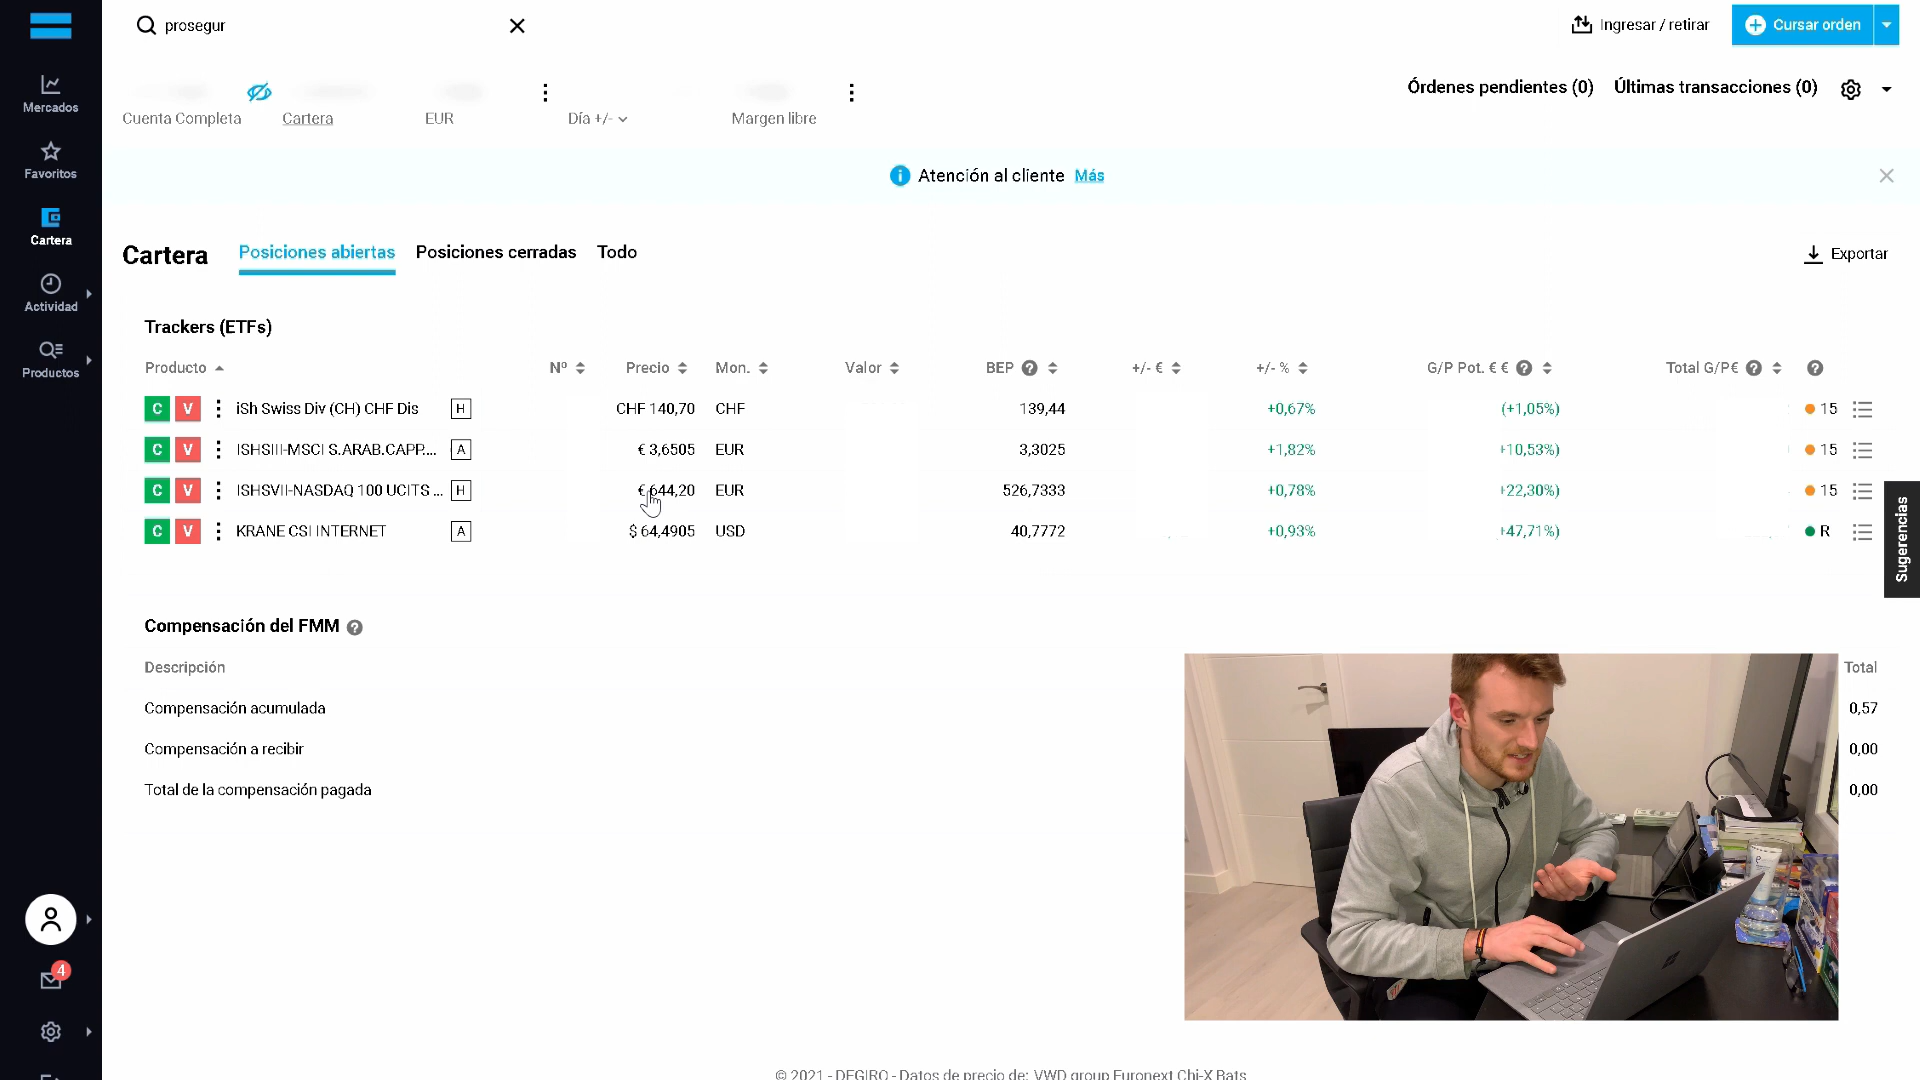 prosegur
Ingresar / retirar
Cursar orden
Mercados
Órdenes pendientes (0) Últimas transacciones (0)
Cuenta Completa Cartera EUR Día +/- Margen libre
Favoritos
Atención al cliente Más
Cartera
Cartera Posiciones abiertas Posiciones cerradas Todo Exportar
Actividad
Trackers (ETFs)
Productos
Producto Nº Precio Mon. Valor BEP +/- € +/- % G/P Pot. € € Total G/P€
C V iSh Swiss Div (CH) CHF Dis H CHF 140,70 CHF 139,44 +0,67% (+1,05%) 15
C V ISHSIII-MSCI S.ARAB.CAPP.... A € 3,6505 EUR 3,3025 +1,82% +10,53%) 15
C V ISHSVII-NASDAQ 100 UCITS ... H € 644,20 EUR 526,7333 +0,78% +22,30%) 15
C V KRANE CSI INTERNET A $ 64,4905 USD 40,7772 +0,93% +47,71%) R
Sugerencias
Compensación del FMM
Descripción Total
Compensación acumulada 0,57
Compensación a recibir 0,00
Total de la compensación pagada 0,00
4
© 2021 - DEGIRO - Datos de precio de: VWD group Euronext Chi-X Bats